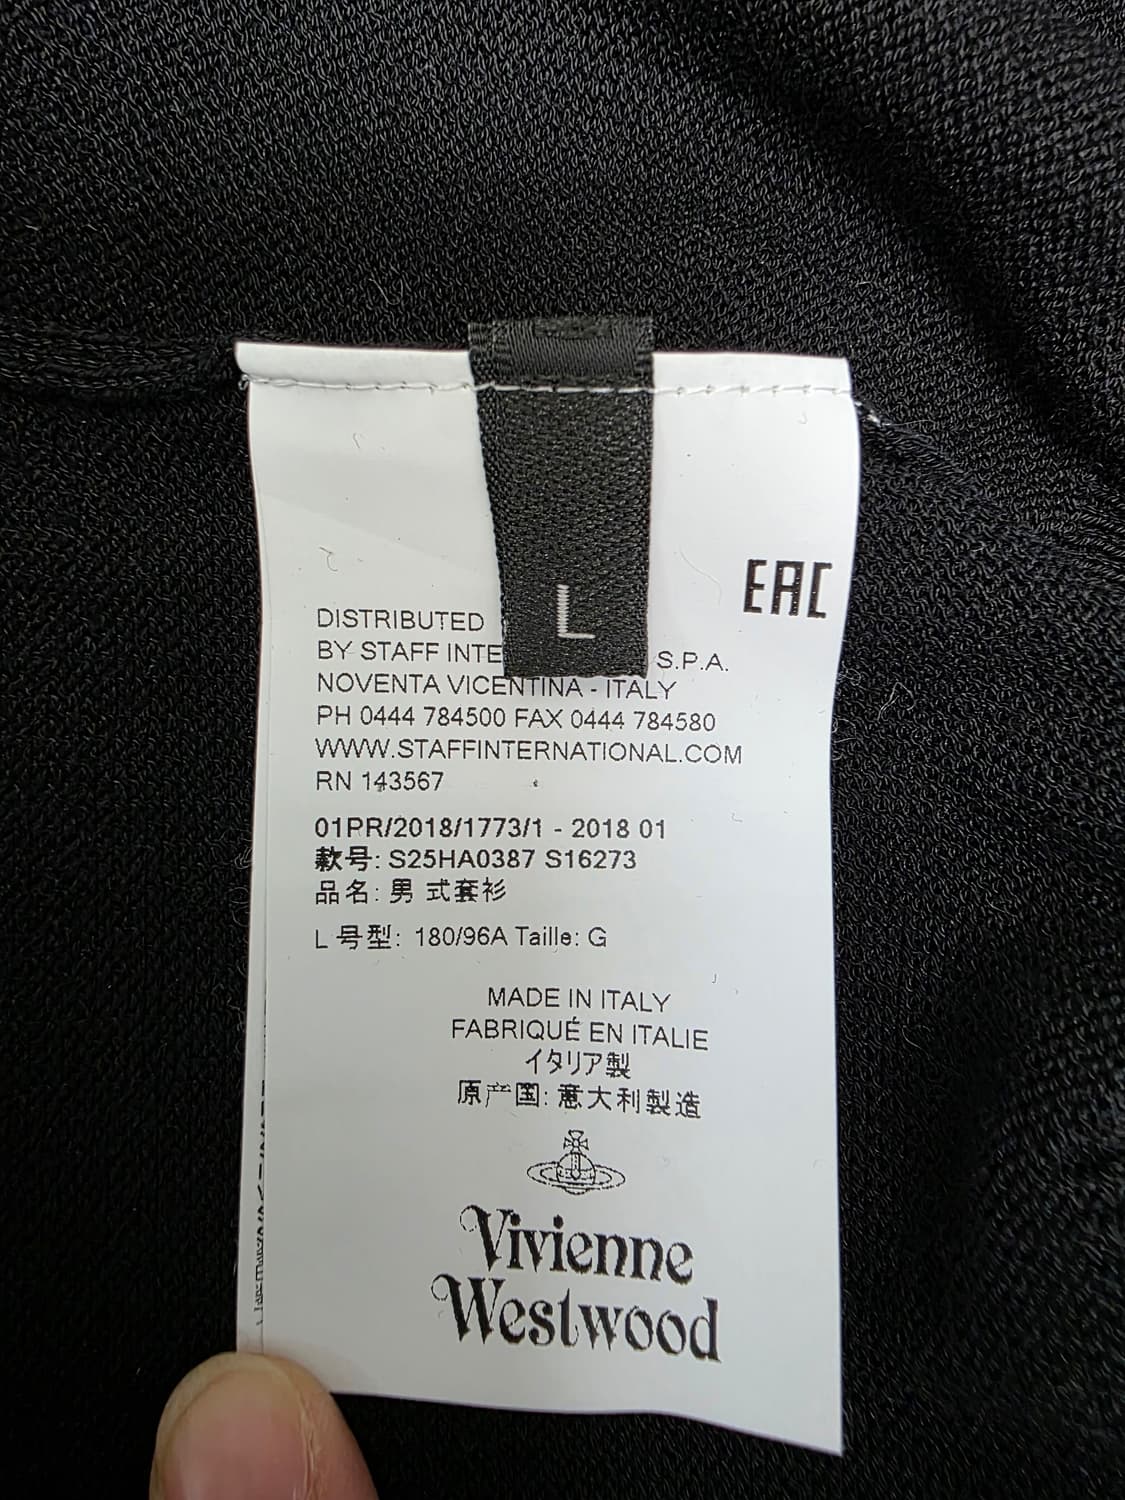 EAC
L
DISTRIBUTED
BY STAFF INTE S.P.A.
NOVENTA VICENTINA - ITALY
PH 0444 784500 FAX 0444 784580
WWW.STAFFINTERNATIONAL.COM
RN 143567
01PR/2018/1773/1 - 2018 01
款号: S25HA0387 S16273
品名: 男 式套衫
L 号型: 180/96A Taille: G
MADE IN ITALY
FABRIQUÉ EN ITALIE
イタリア製
原产国: 意大利製造
Vivienne
Westwood